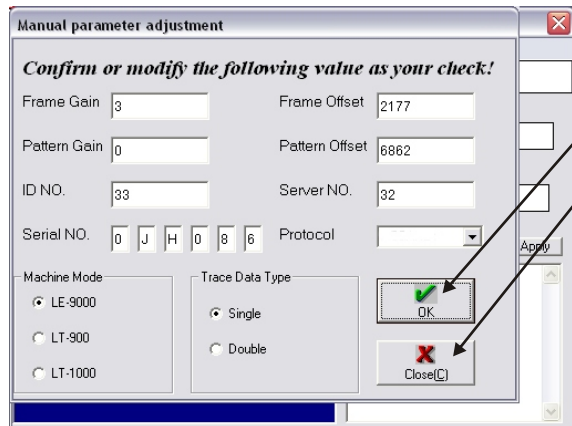 Manual parameter adjustment
Confirm or modify the following value as your check!
Frame Gain 3 Frame Offset 2177
Pattern Gain 0 Pattern Offset 6862
ID NO. 33 Server NO. 32
Serial NO. 0 J H 0 8 6 Protocol
Apply
Machine Mode Trace Data Type
LE-9000 Single OK
LT-900 Double
LT-1000 Close(C)